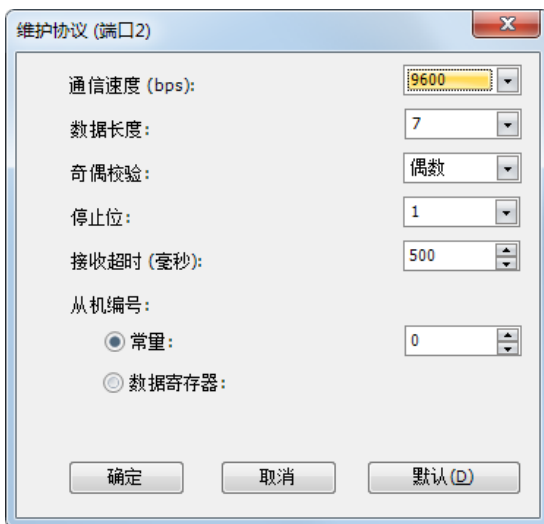 维护协议 (端口2)
通信速度 (bps): 9600
数据长度: 7
奇偶校验: 偶数
停止位: 1
接收超时 (毫秒): 500
从机编号:
常量: 0
数据寄存器:
确定 取消 默认(D)